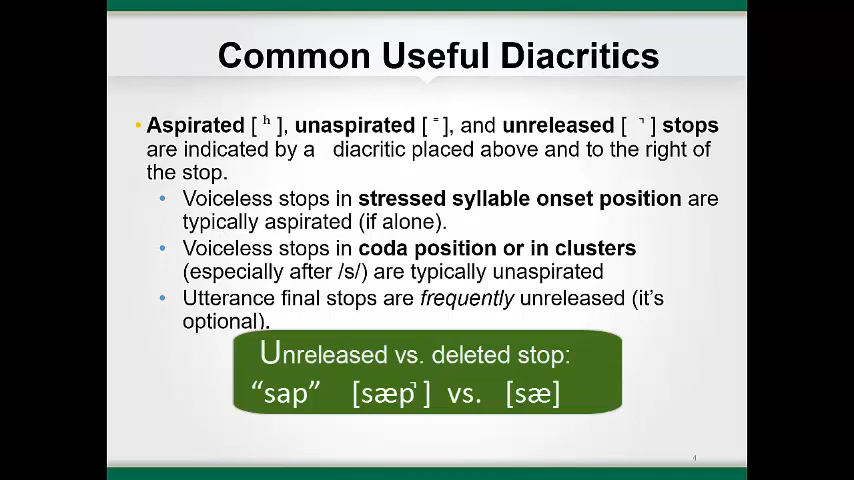 Common Useful Diacritics
• Aspirated [ʰ], unaspirated [⁼], and unreleased [ ̚ ] stops
are indicated by a diacritic placed above and to the right of
the stop.
• Voiceless stops in stressed syllable onset position are
typically aspirated (if alone).
• Voiceless stops in coda position or in clusters
(especially after /s/) are typically unaspirated
• Utterance final stops are frequently unreleased (it’s
optional).
Unreleased vs. deleted stop:
“sap” [sæp̚ ] vs. [sæ]
4